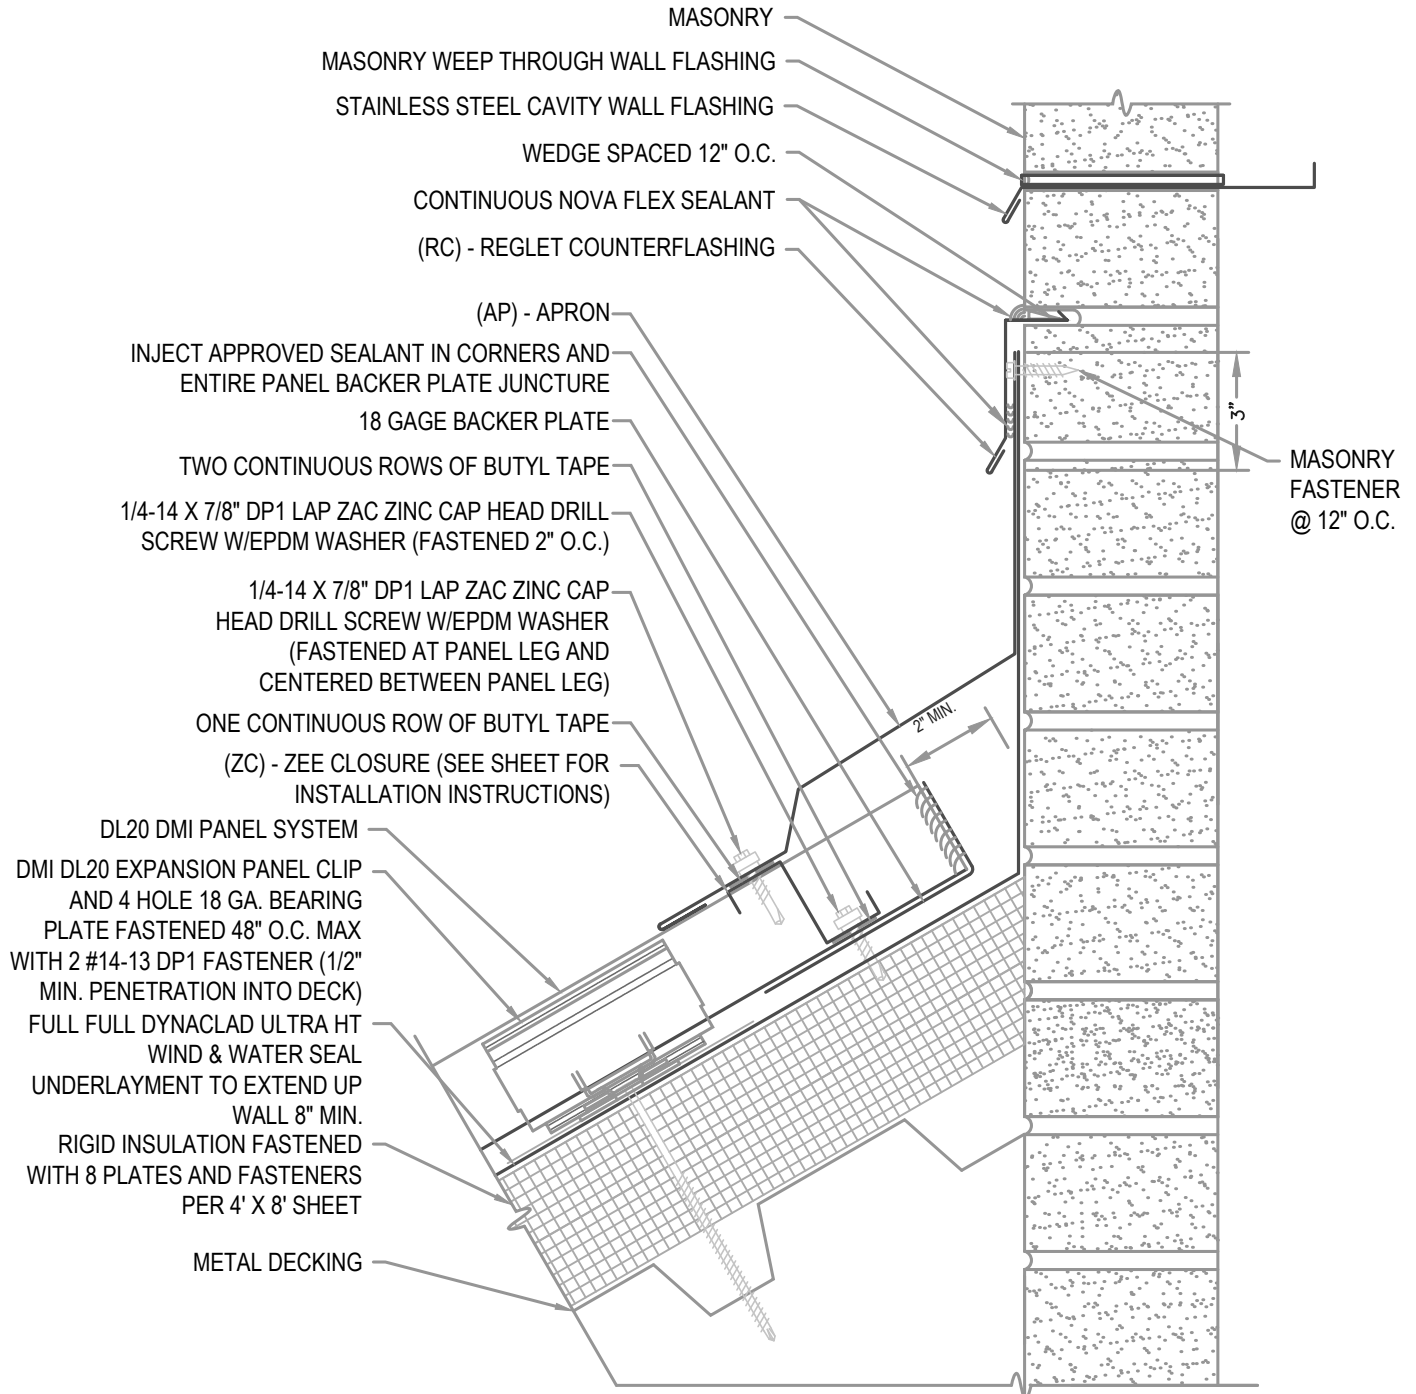 MASONRY
MASONRY WEEP THROUGH WALL FLASHING
STAINLESS STEEL CAVITY WALL FLASHING
WEDGE SPACED 12" O.C.
CONTINUOUS NOVA FLEX SEALANT
(RC) - REGLET COUNTERFLASHING
(AP) - APRON
INJECT APPROVED SEALANT IN CORNERS AND
ENTIRE PANEL BACKER PLATE JUNCTURE
18 GAGE BACKER PLATE
TWO CONTINUOUS ROWS OF BUTYL TAPE
1/4-14 X 7/8" DP1 LAP ZAC ZINC CAP HEAD DRILL
SCREW W/EPDM WASHER (FASTENED 2" O.C.)
1/4-14 X 7/8" DP1 LAP ZAC ZINC CAP
HEAD DRILL SCREW W/EPDM WASHER
(FASTENED AT PANEL LEG AND
CENTERED BETWEEN PANEL LEG)
ONE CONTINUOUS ROW OF BUTYL TAPE
(ZC) - ZEE CLOSURE (SEE SHEET FOR
INSTALLATION INSTRUCTIONS)
DL20 DMI PANEL SYSTEM
DMI DL20 EXPANSION PANEL CLIP
AND 4 HOLE 18 GA. BEARING
PLATE FASTENED 48" O.C. MAX
WITH 2 #14-13 DP1 FASTENER (1/2"
MIN. PENETRATION INTO DECK)
FULL FULL DYNACLAD ULTRA HT
WIND & WATER SEAL
UNDERLAYMENT TO EXTEND UP
WALL 8" MIN.
RIGID INSULATION FASTENED
WITH 8 PLATES AND FASTENERS
PER 4' X 8' SHEET
METAL DECKING
2" MIN.
3"
MASONRY
FASTENER
@ 12" O.C.